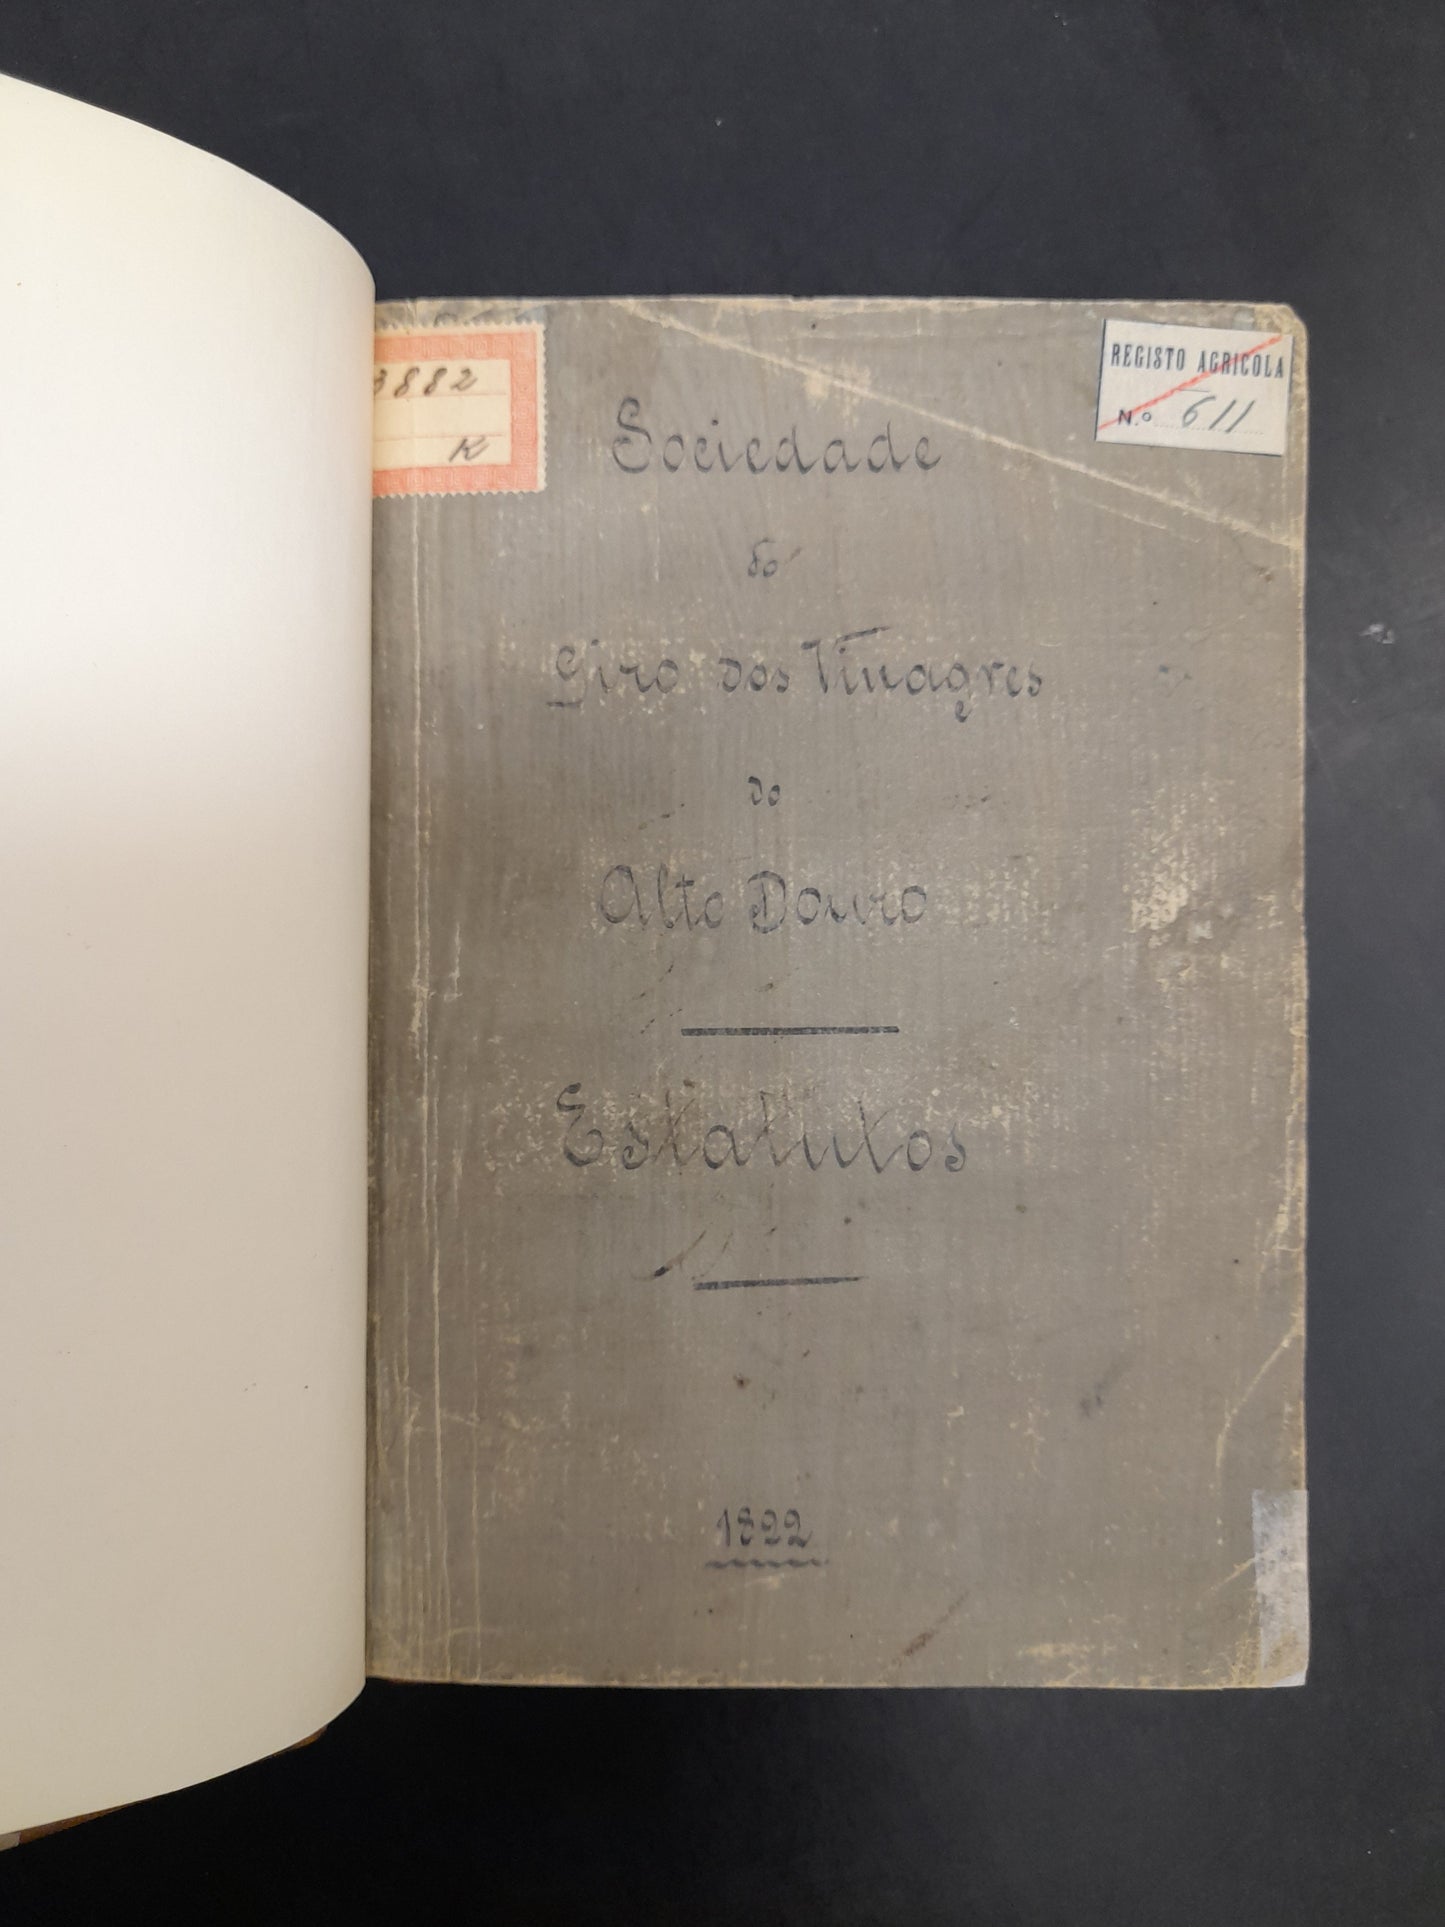 3882
K
REGISTO AGRICOLA
N.º 611
Sociedade
do
Giro dos Vinagres
do
Alto Douro
Estatutos
1822